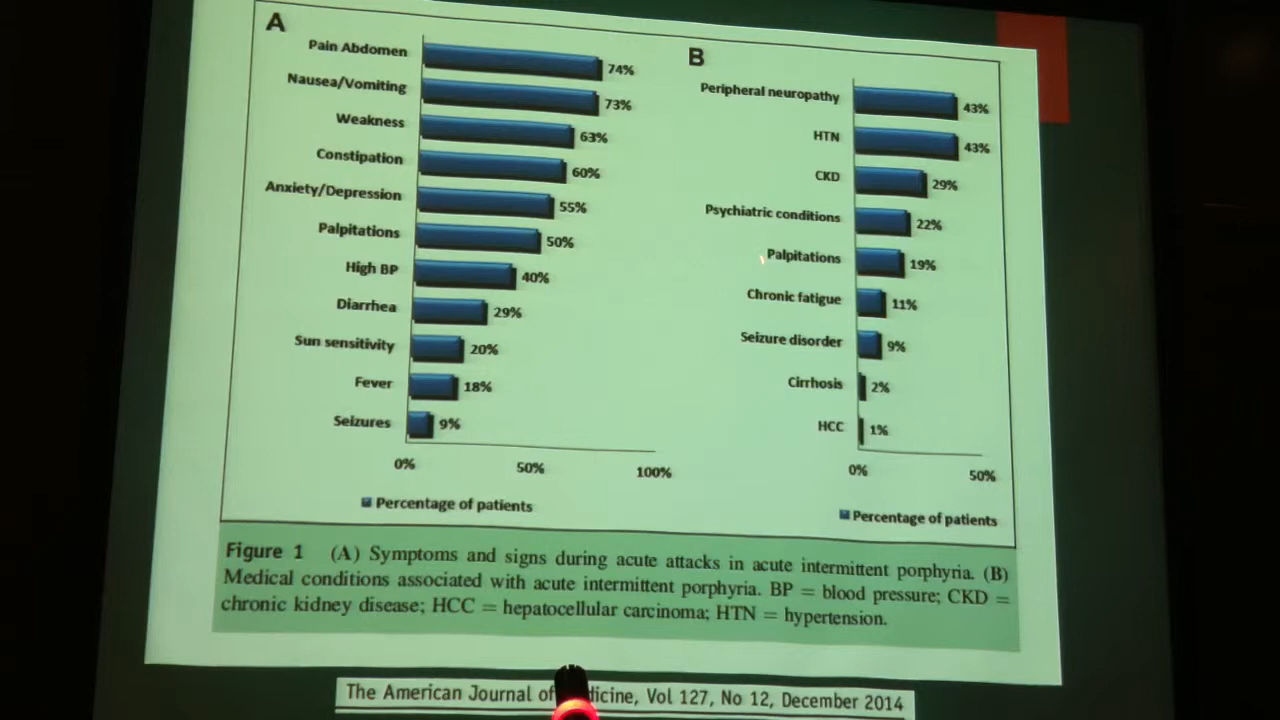 A
Pain Abdomen 74%
Nausea/Vomiting 73%
Weakness 63%
Constipation 60%
Anxiety/Depression 55%
Palpitations 50%
High BP 40%
Diarrhea 29%
Sun sensitivity 20%
Fever 18%
Seizures 9%
0% 50% 100%
Percentage of patients
B
Peripheral neuropathy 43%
HTN 43%
CKD 29%
Psychiatric conditions 22%
Palpitations 19%
Chronic fatigue 11%
Seizure disorder 9%
Cirrhosis 2%
HCC 1%
0% 50%
Percentage of patients
Figure 1 (A) Symptoms and signs during acute attacks in acute intermittent porphyria. (B)
Medical conditions associated with acute intermittent porphyria. BP = blood pressure; CKD =
chronic kidney disease; HCC = hepatocellular carcinoma; HTN = hypertension.
The American Journal of dicine, Vol 127, No 12, December 2014